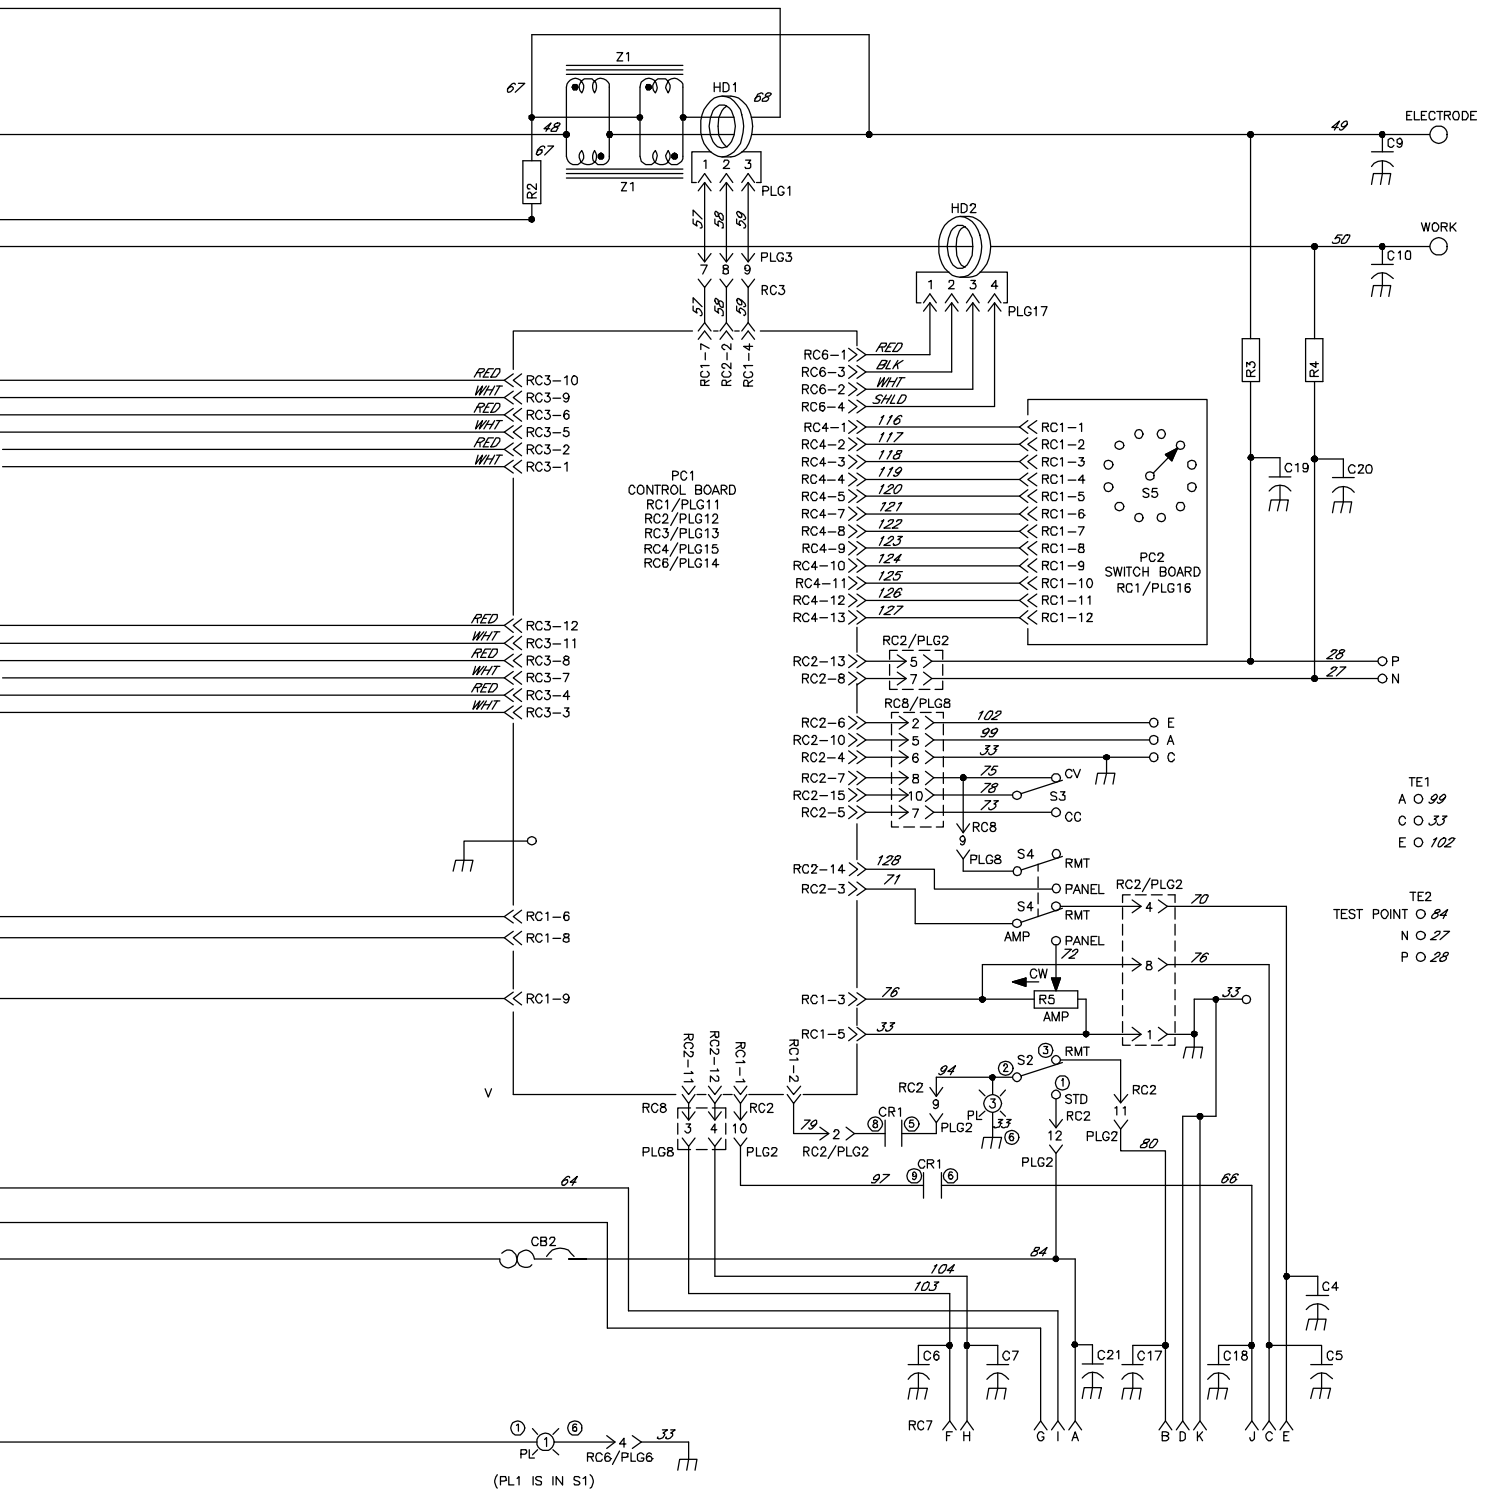 Z1
67
HD1
68
ELECTRODE
48
49
C9
67
R2
1 2 3
Z1
PLG1
57 58 59
HD2
WORK
50
PLG3
C10
7 8 9
RC3
1 2 3 4
57 58 59
PLG17
RC1-7
RC2-2
RC1-4
RC6-1 RED
RC6-3 BLK
RC6-2 WHT
RC6-4 SHLD
R3
R4
RED RC3-10
WHT RC3-9
RED RC3-6
WHT RC3-5
RED RC3-2
WHT RC3-1
RC4-1 116 RC1-1
RC4-2 117 RC1-2
RC4-3 118 RC1-3
RC4-4 119 RC1-4
RC4-5 120 RC1-5
RC4-7 121 RC1-6
RC4-8 122 RC1-7
RC4-9 123 RC1-8
RC4-10 124 RC1-9
RC4-11 125 RC1-10
RC4-12 126 RC1-11
RC4-13 127 RC1-12
S5
PC2
SWITCH BOARD
RC1/PLG16
C19
C20
PC1
CONTROL BOARD
RC1/PLG11
RC2/PLG12
RC3/PLG13
RC4/PLG15
RC6/PLG14
RED RC3-12
WHT RC3-11
RED RC3-8
WHT RC3-7
RED RC3-4
WHT RC3-3
RC2/PLG2
RC2-13 5 28 P
RC2-8 7 27 N
RC8/PLG8
RC2-6 2 102 E
RC2-10 5 99 A
RC2-4 6 33 C
RC2-7 8 75 CV
RC2-15 10 78 S3
RC2-5 7 73 CC
TE1
A 99
C 33
E 102
RC8
9
PLG8
S4
RMT
RC2-14 128 PANEL
RC2-3 71
RC2/PLG2
S4
RMT
4
70
AMP
PANEL
72
8
76
TE2
TEST POINT 84
N 27
P 28
RC1-6
RC1-8
RC1-9
CW
RC1-3 76 R5
AMP
33
RC1-5 33
1
RC2-11
RC2-12
RC1-1
RC1-2
V
94
2
S2
3
RMT
RC2
9
PLG2
PL
3
33
6
1
STD
RC2
12
PLG2
RC2
11
PLG2
80
RC8
3 4
PLG8
RC2
10
PLG2
79
2
RC2/PLG2
8
CR1
5
97
9
CR1
6
66
64
CB2
84
104
103
C4
C6
C7
C21
C17
C18
C5
RC7
F H G I A B D K J C E
1
6
PL
1
4
RC6/PLG6
33
(PL1 IS IN S1)